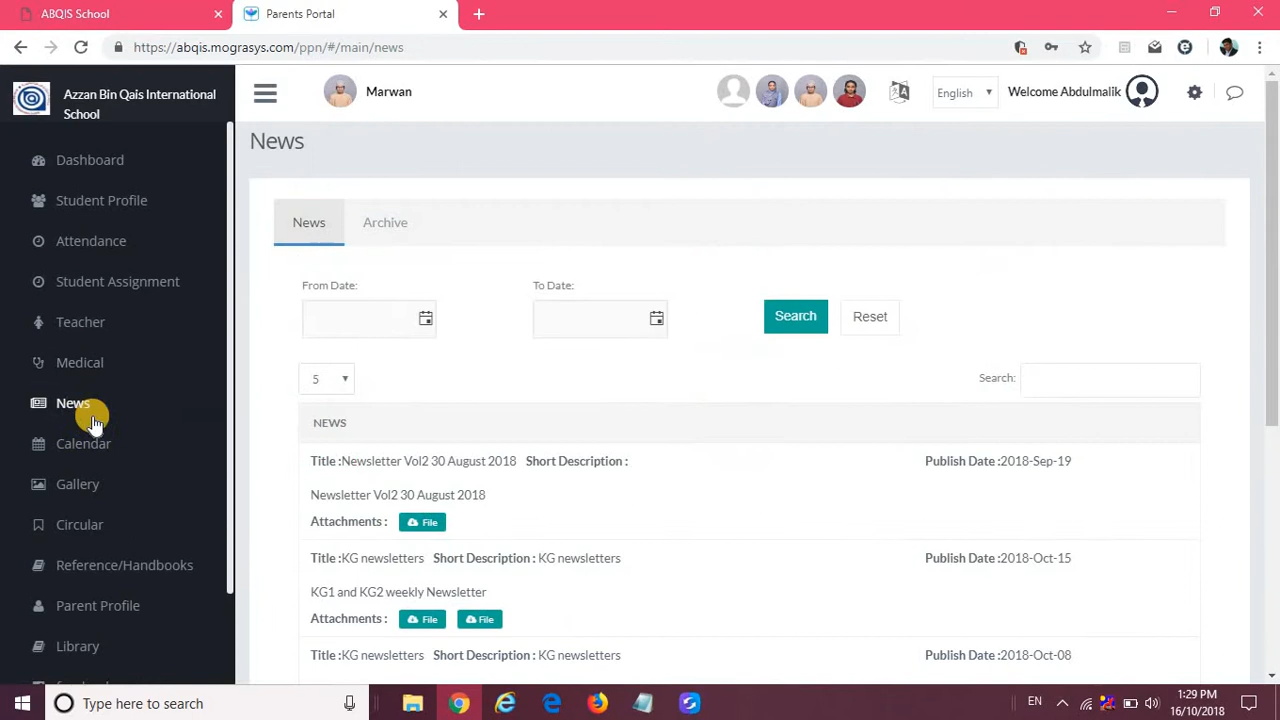 ABQIS School
Parents Portal
https://abqis.mograsys.com/ppn/#/main/news
Azzan Bin Qais International
School
Marwan
English
Welcome Abdulmalik
Dashboard
Student Profile
Attendance
Student Assignment
Teacher
Medical
News
Calendar
Gallery
Circular
Reference/Handbooks
Parent Profile
Library
News
News Archive
From Date: To Date:
Search Reset
5 Search:
NEWS
Title :Newsletter Vol2 30 August 2018 Short Description : Publish Date :2018-Sep-19
Newsletter Vol2 30 August 2018
Attachments : File
Title :KG newsletters Short Description : KG newsletters Publish Date :2018-Oct-15
KG1 and KG2 weekly Newsletter
Attachments : File File
Title :KG newsletters Short Description : KG newsletters Publish Date :2018-Oct-08
Type here to search
EN
1:29 PM
16/10/2018